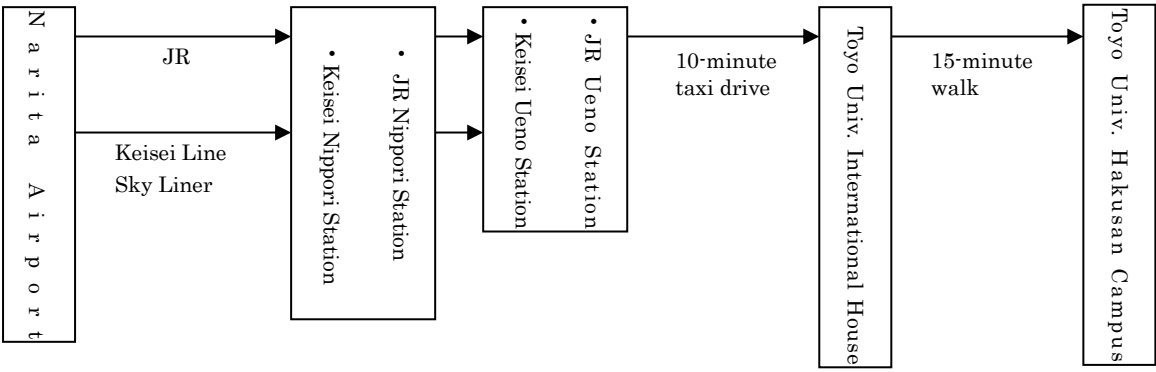 Narita Airport
JR
Keisei Line
Sky Liner
・JR Nippori Station
・Keisei Nippori Station
・JR Ueno Station
・Keisei Ueno Station
10-minute
taxi drive
Toyo Univ. International House
15-minute
walk
Toyo Univ. Hakusan Campus